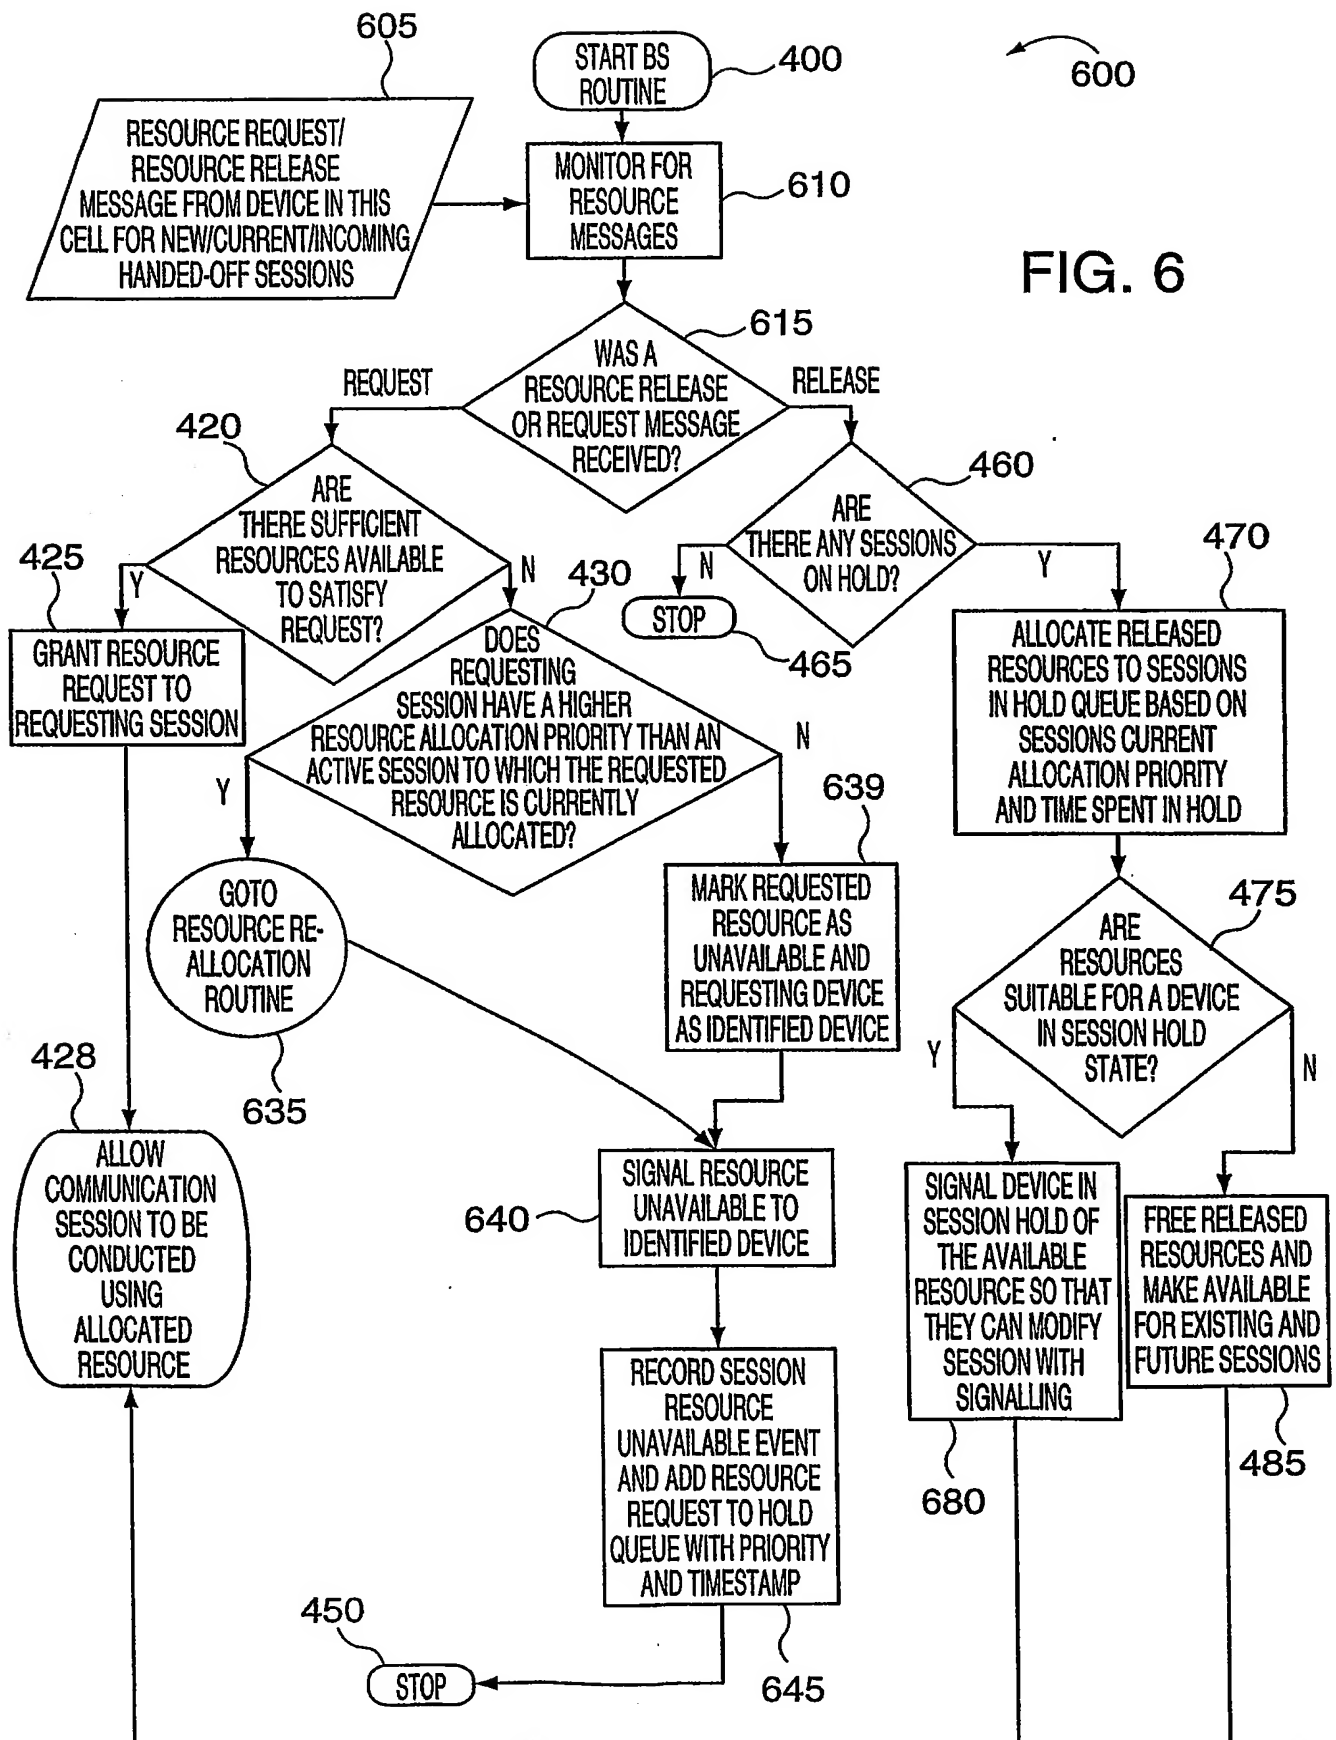 605
START BS
ROUTINE
400
600
RESOURCE REQUEST/
RESOURCE RELEASE
MESSAGE FROM DEVICE IN THIS
CELL FOR NEW/CURRENT/INCOMING
HANDED-OFF SESSIONS
MONITOR FOR
RESOURCE
MESSAGES
610
FIG. 6
615
WAS A
RESOURCE RELEASE
OR REQUEST MESSAGE
RECEIVED?
REQUEST
RELEASE
420
ARE
THERE SUFFICIENT
RESOURCES AVAILABLE
TO SATISFY
REQUEST?
Y
N
460
ARE
THERE ANY SESSIONS
ON HOLD?
N
Y
STOP
465
425
GRANT RESOURCE
REQUEST TO
REQUESTING SESSION
430
DOES
REQUESTING
SESSION HAVE A HIGHER
RESOURCE ALLOCATION PRIORITY THAN AN
ACTIVE SESSION TO WHICH THE REQUESTED
RESOURCE IS CURRENTLY
ALLOCATED?
Y
N
470
ALLOCATE RELEASED
RESOURCES TO SESSIONS
IN HOLD QUEUE BASED ON
SESSIONS CURRENT
ALLOCATION PRIORITY
AND TIME SPENT IN HOLD
GOTO
RESOURCE RE-
ALLOCATION
ROUTINE
635
639
MARK REQUESTED
RESOURCE AS
UNAVAILABLE AND
REQUESTING DEVICE
AS IDENTIFIED DEVICE
475
ARE
RESOURCES
SUITABLE FOR A DEVICE
IN SESSION HOLD
STATE?
Y
N
428
ALLOW
COMMUNICATION
SESSION TO BE
CONDUCTED
USING
ALLOCATED
RESOURCE
640
SIGNAL RESOURCE
UNAVAILABLE TO
IDENTIFIED DEVICE
SIGNAL DEVICE IN
SESSION HOLD OF
THE AVAILABLE
RESOURCE SO THAT
THEY CAN MODIFY
SESSION WITH
SIGNALLING
680
FREE RELEASED
RESOURCES AND
MAKE AVAILABLE
FOR EXISTING AND
FUTURE SESSIONS
485
RECORD SESSION
RESOURCE
UNAVAILABLE EVENT
AND ADD RESOURCE
REQUEST TO HOLD
QUEUE WITH PRIORITY
AND TIMESTAMP
645
450
STOP